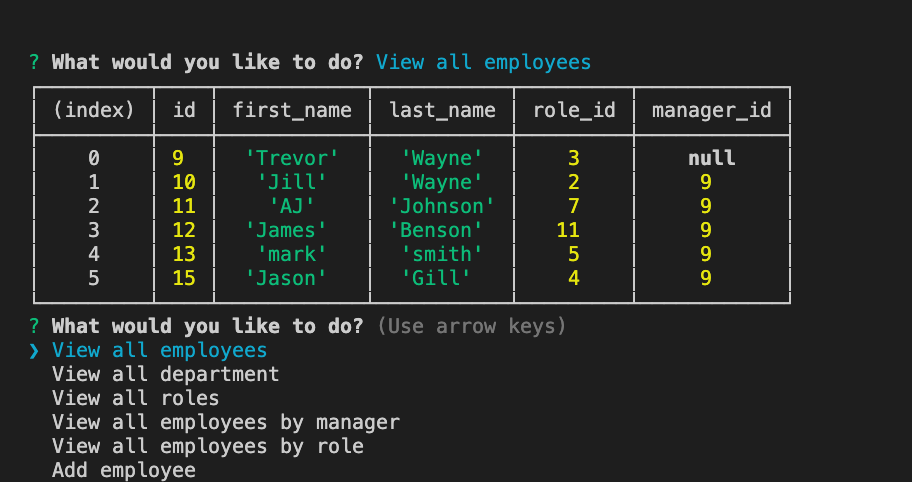 ? What would you like to do? View all employees
(index) id first_name last_name role_id manager_id
0 9 'Trevor' 'Wayne' 3 null
1 10 'Jill' 'Wayne' 2 9
2 11 'AJ' 'Johnson' 7 9
3 12 'James' 'Benson' 11 9
4 13 'mark' 'smith' 5 9
5 15 'Jason' 'Gill' 4 9
? What would you like to do? (Use arrow keys)
❯ View all employees
View all department
View all roles
View all employees by manager
View all employees by role
Add employee